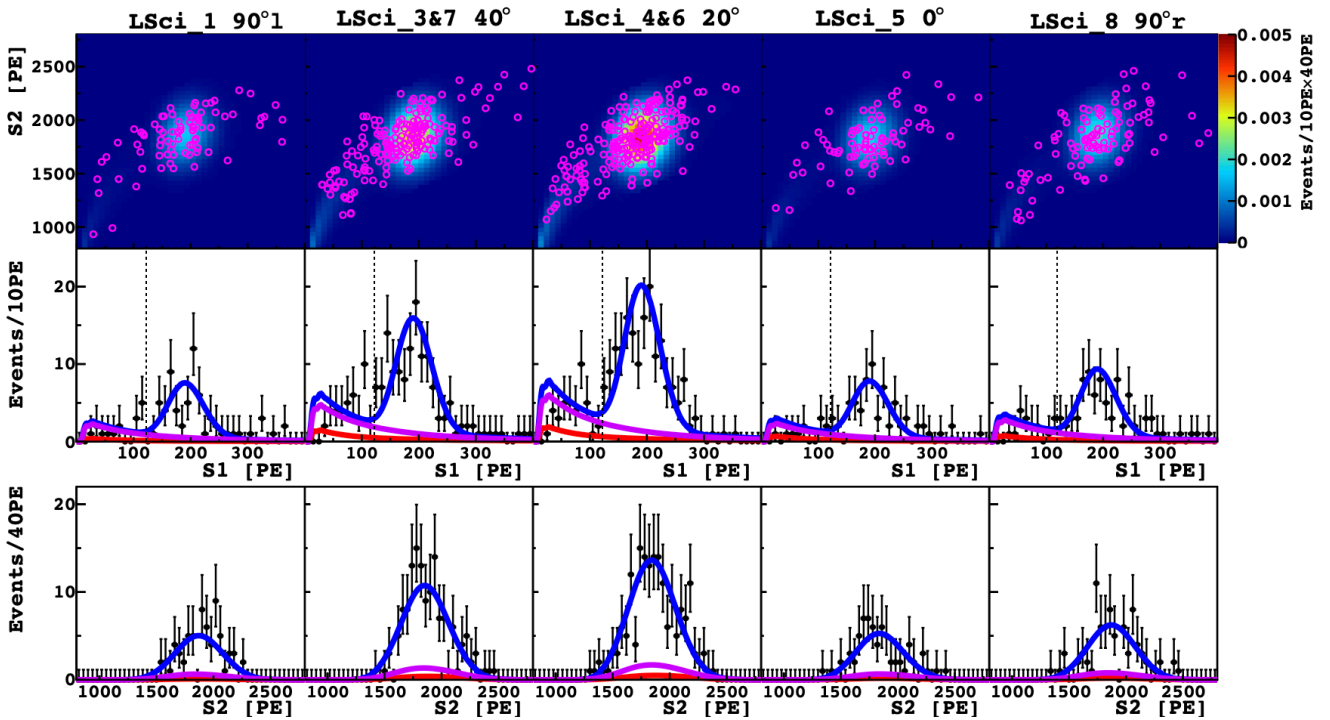 LSci_1 90°l LSci_3&7 40° LSci_4&6 20° LSci_5 0° LSci_8 90°r
S2 [PE]
2500
2000
1500
1000
0.005
0.004
0.003
0.002
0.001
0
Events/10PE×40PE
Events/10PE
20
10
0
100 200 300 100 200 300 100 200 300 100 200 300 100 200 300
S1 [PE] S1 [PE] S1 [PE] S1 [PE] S1 [PE]
Events/40PE
20
10
0
1000 1500 2000 2500 1000 1500 2000 2500 1000 1500 2000 2500 1000 1500 2000 2500 1000 1500 2000 2500
S2 [PE] S2 [PE] S2 [PE] S2 [PE] S2 [PE]